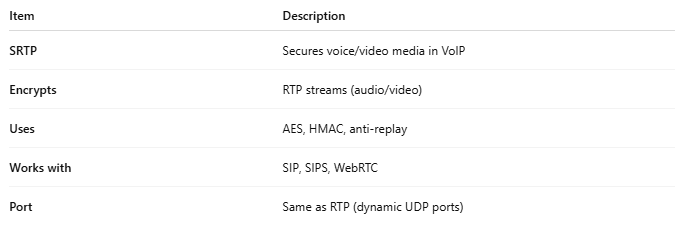 Item Description
SRTP Secures voice/video media in VoIP
Encrypts RTP streams (audio/video)
Uses AES, HMAC, anti-replay
Works with SIP, SIPS, WebRTC
Port Same as RTP (dynamic UDP ports)